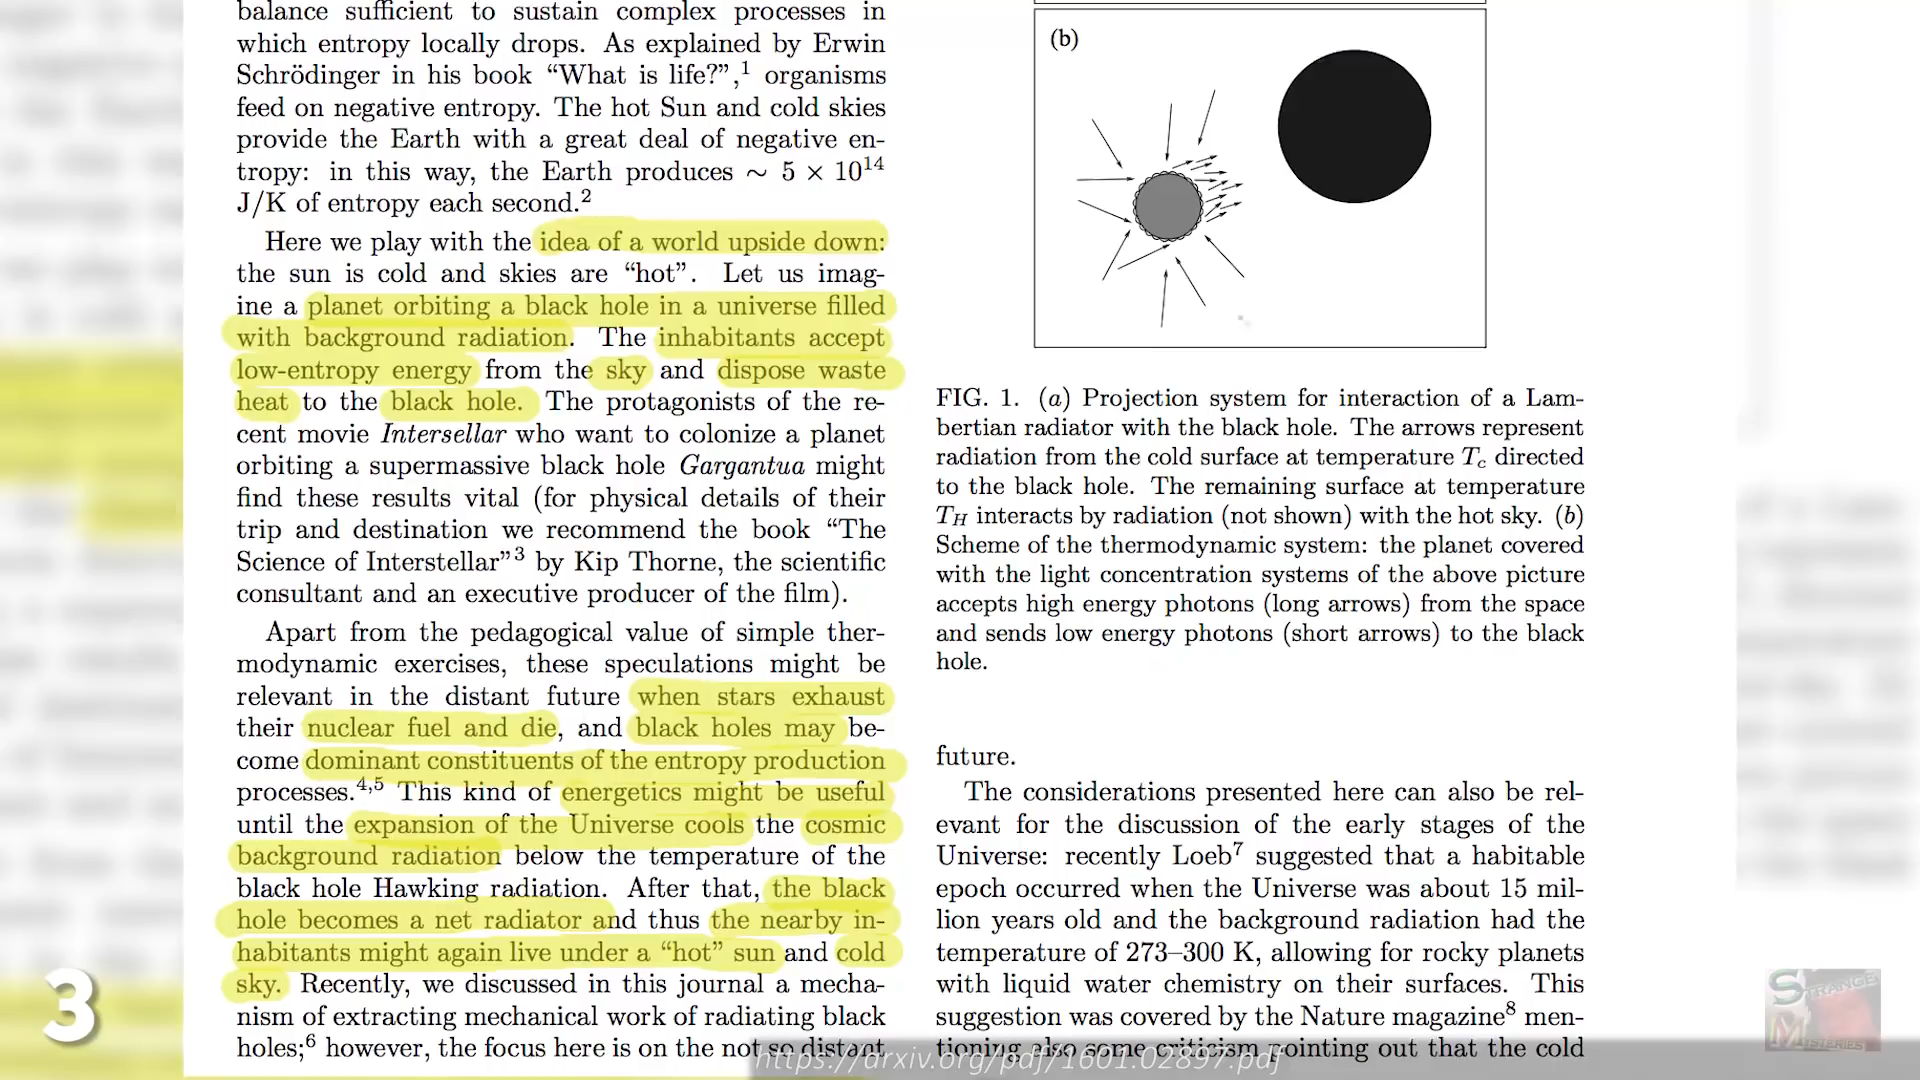 balance sufficient to sustain complex processes in
which entropy locally drops. As explained by Erwin
Schrödinger in his book “What is life?”,1 organisms
feed on negative entropy. The hot Sun and cold skies
provide the Earth with a great deal of negative en-
tropy: in this way, the Earth produces ∼ 5 × 10^14
J/K of entropy each second.2
Here we play with the idea of a world upside down:
the sun is cold and skies are “hot”. Let us imag-
ine a planet orbiting a black hole in a universe filled
with background radiation. The inhabitants accept
low-entropy energy from the sky and dispose waste
heat to the black hole. The protagonists of the re-
cent movie Intersellar who want to colonize a planet
orbiting a supermassive black hole Gargantua might
find these results vital (for physical details of their
trip and destination we recommend the book “The
Science of Interstellar”3 by Kip Thorne, the scientific
consultant and an executive producer of the film).
Apart from the pedagogical value of simple ther-
modynamic exercises, these speculations might be
relevant in the distant future when stars exhaust
their nuclear fuel and die, and black holes may be-
come dominant constituents of the entropy production
processes.4,5 This kind of energetics might be useful
until the expansion of the Universe cools the cosmic
background radiation below the temperature of the
black hole Hawking radiation. After that, the black
hole becomes a net radiator and thus the nearby in-
habitants might again live under a “hot” sun and cold
sky. Recently, we discussed in this journal a mecha-
nism of extracting mechanical work of radiating black
holes;6 however, the focus here is on the not so distant
(b)
FIG. 1. (a) Projection system for interaction of a Lam-
bertian radiator with the black hole. The arrows represent
radiation from the cold surface at temperature Tc directed
to the black hole. The remaining surface at temperature
TH interacts by radiation (not shown) with the hot sky. (b)
Scheme of the thermodynamic system: the planet covered
with the light concentration systems of the above picture
accepts high energy photons (long arrows) from the space
and sends low energy photons (short arrows) to the black
hole.
future.
The considerations presented here can also be rel-
evant for the discussion of the early stages of the
Universe: recently Loeb7 suggested that a habitable
epoch occurred when the Universe was about 15 mil-
lion years old and the background radiation had the
temperature of 273–300 K, allowing for rocky planets
with liquid water chemistry on their surfaces. This
suggestion was covered by the Nature magazine8 men-
tioning also some criticism pointing out that the cold
3
https://arxiv.org/pdf/1601.02897.pdf
STRANGE
MYSTERIES